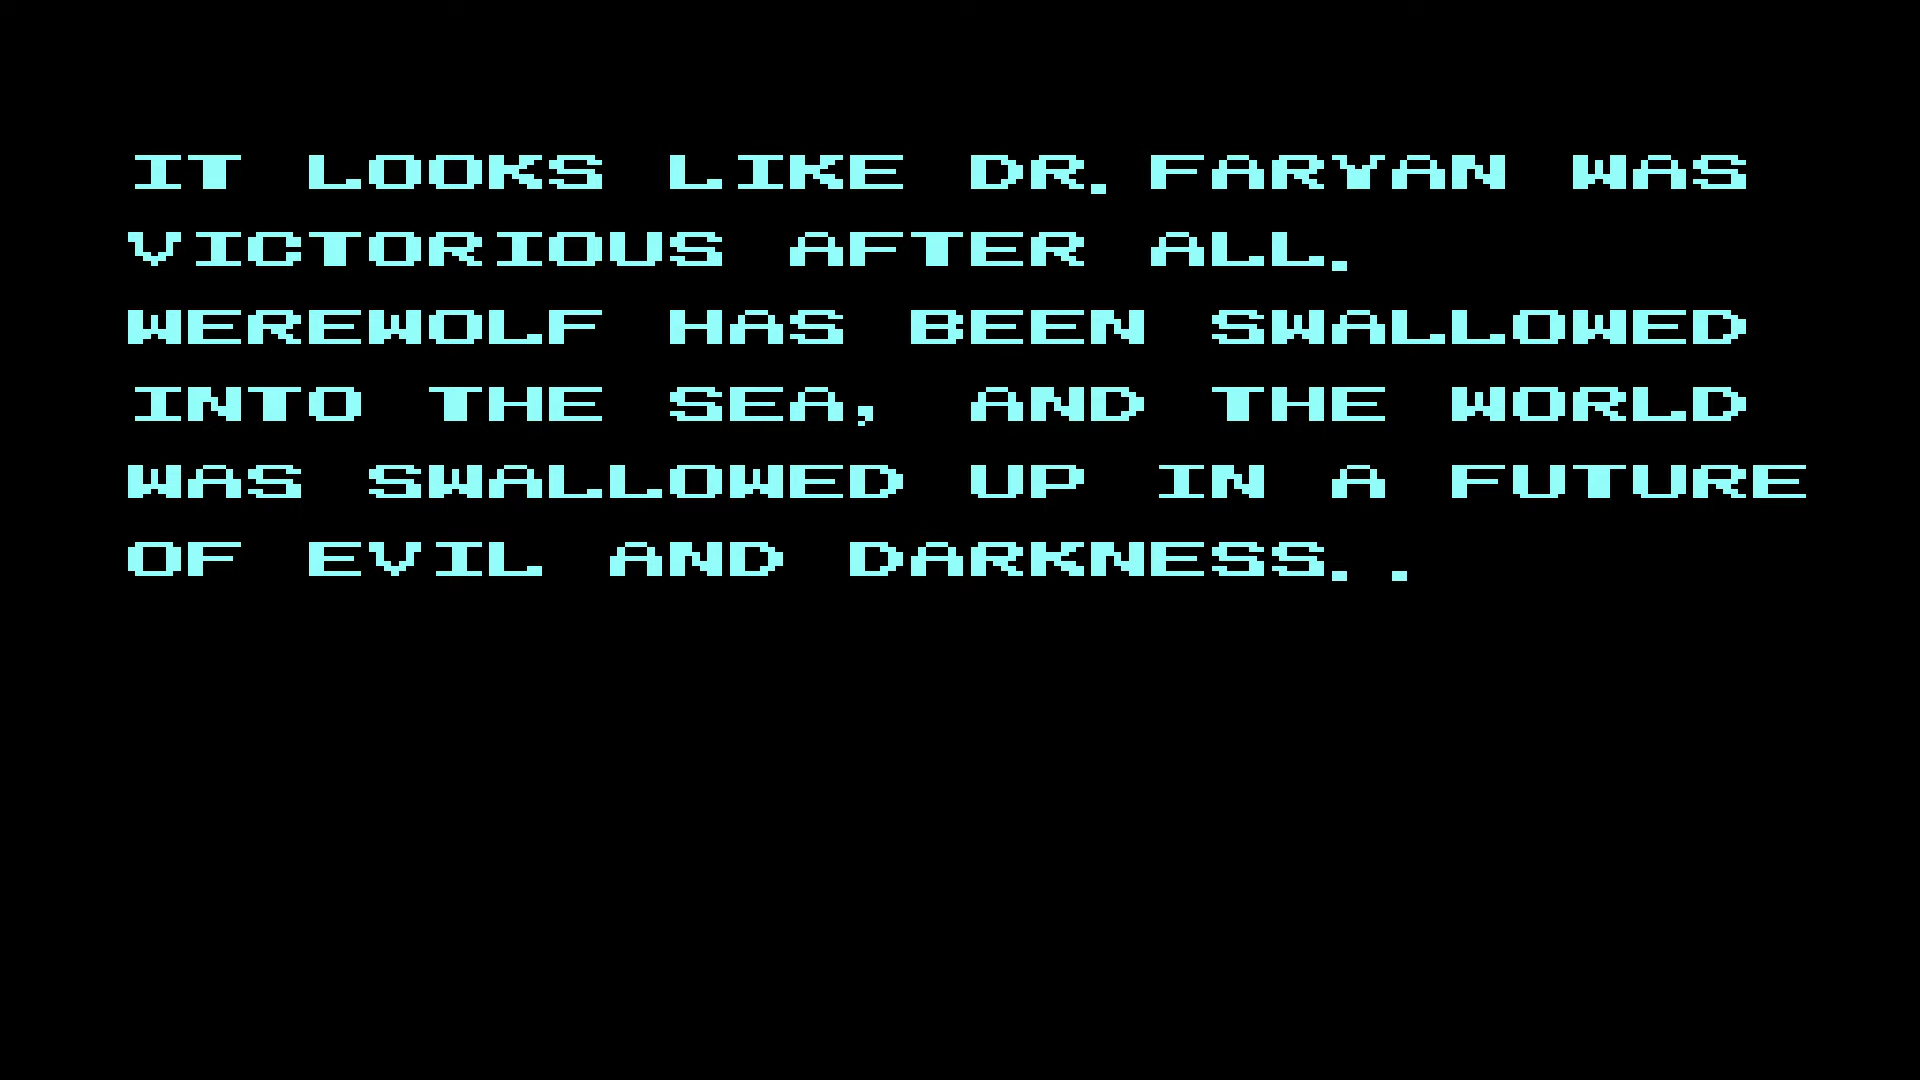 IT LOOKS LIKE DR. FARYAN WAS
VICTORIOUS AFTER ALL.
WEREWOLF HAS BEEN SWALLOWED
INTO THE SEA, AND THE WORLD
WAS SWALLOWED UP IN A FUTURE
OF EVIL AND DARKNESS..